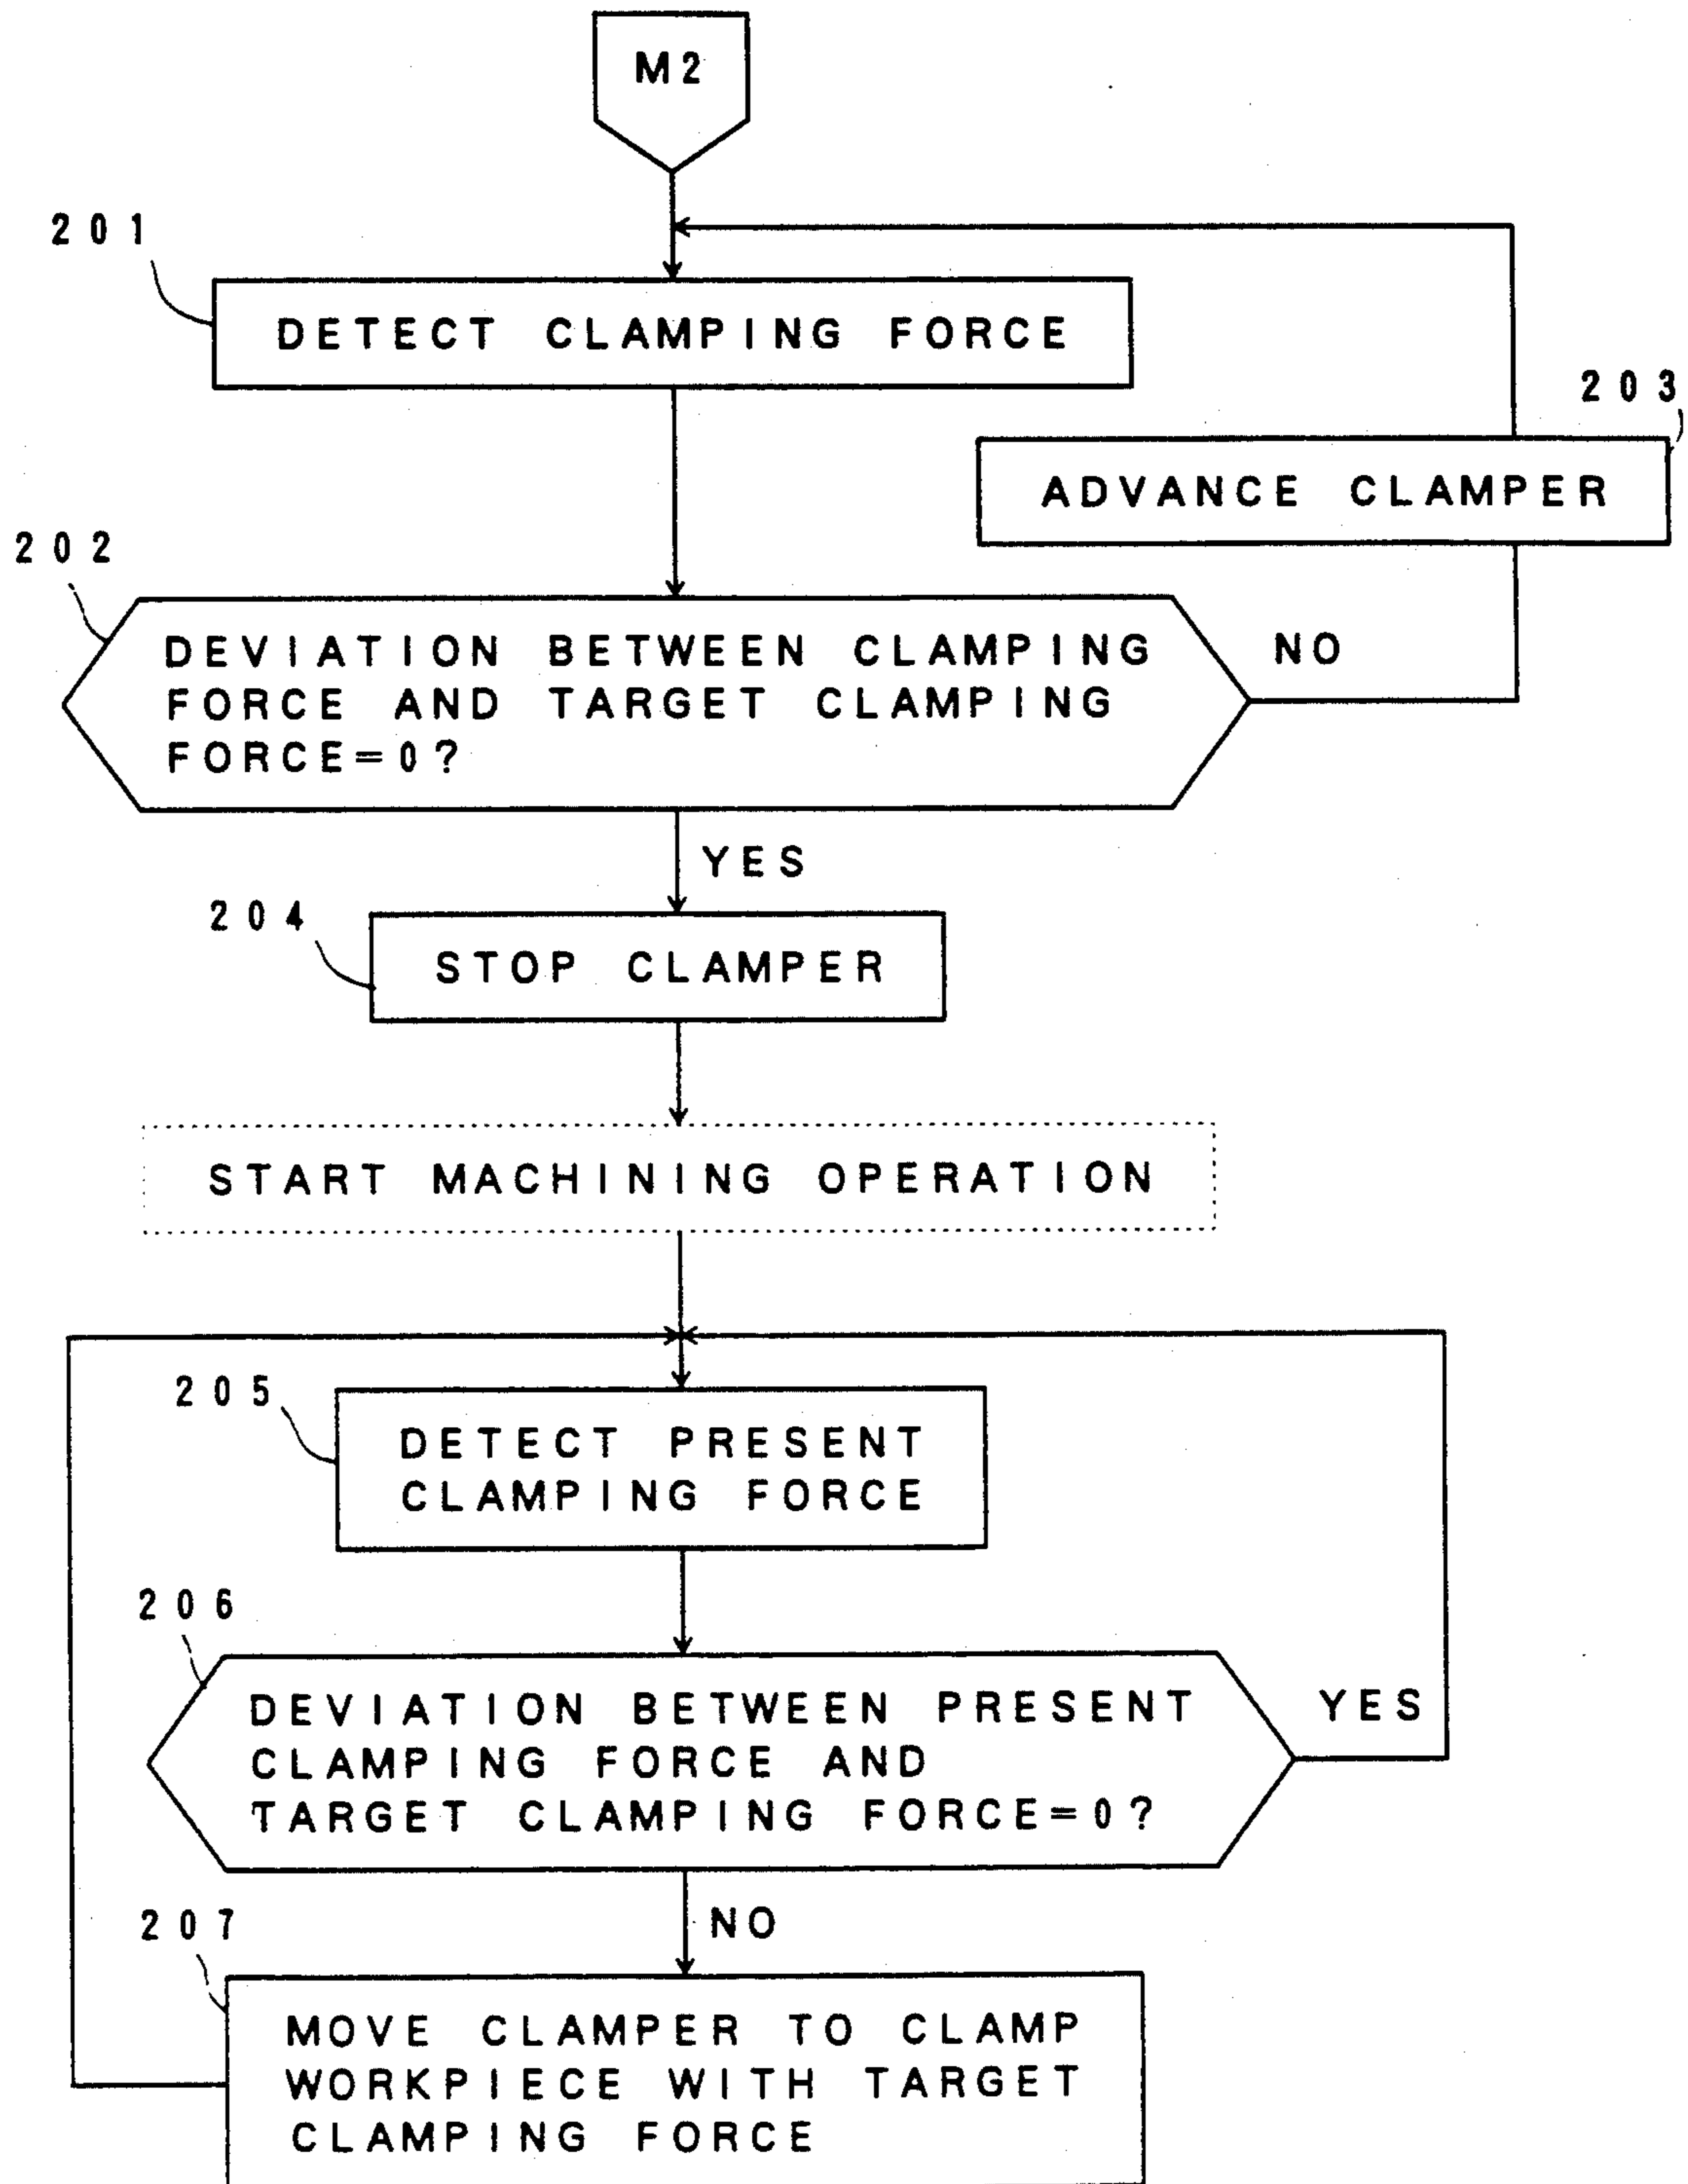 M2
201
DETECT CLAMPING FORCE
203
ADVANCE CLAMPER
202
DEVIATION BETWEEN CLAMPING
FORCE AND TARGET CLAMPING
FORCE=0?
NO
YES
204
STOP CLAMPER
START MACHINING OPERATION
205
DETECT PRESENT
CLAMPING FORCE
206
DEVIATION BETWEEN PRESENT
CLAMPING FORCE AND
TARGET CLAMPING FORCE=0?
YES
NO
207
MOVE CLAMPER TO CLAMP
WORKPIECE WITH TARGET
CLAMPING FORCE